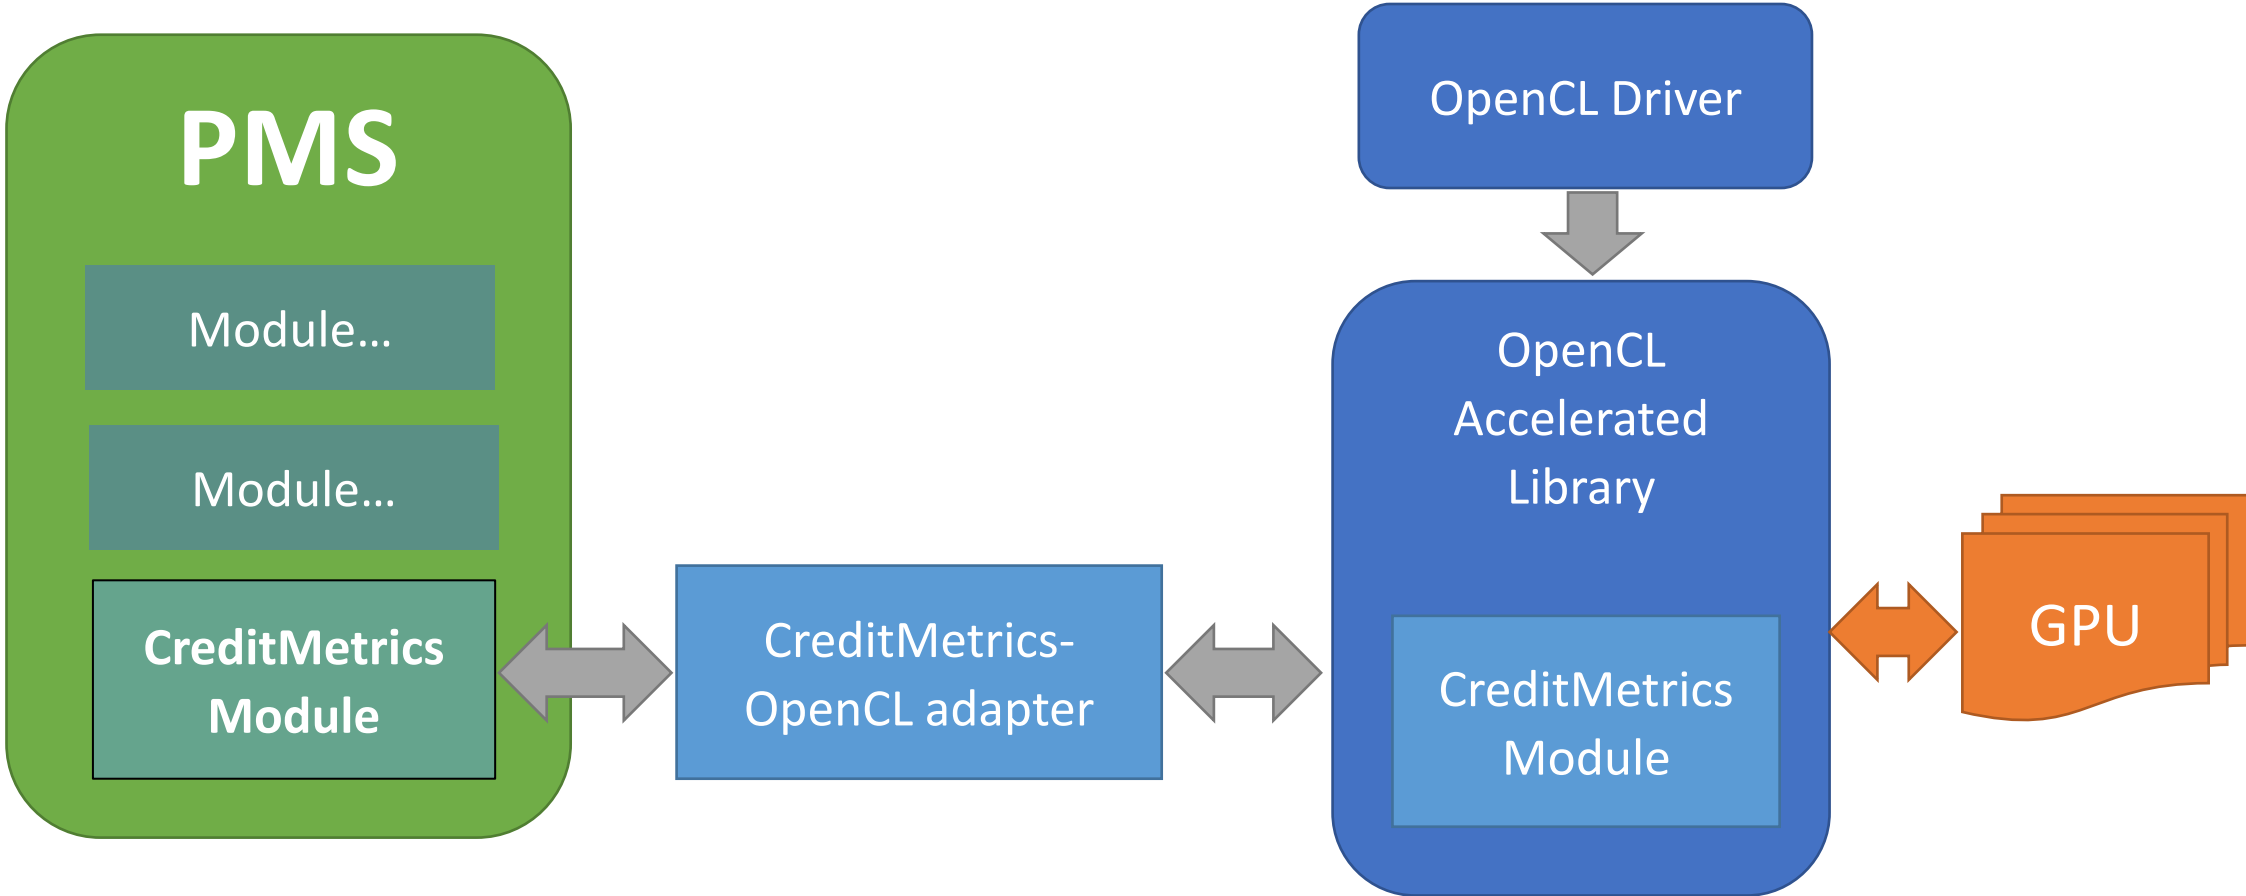 PMS
Module…
Module…
CreditMetrics
Module
CreditMetrics-
OpenCL adapter
OpenCL Driver
OpenCL
Accelerated
Library
CreditMetrics
Module
GPU